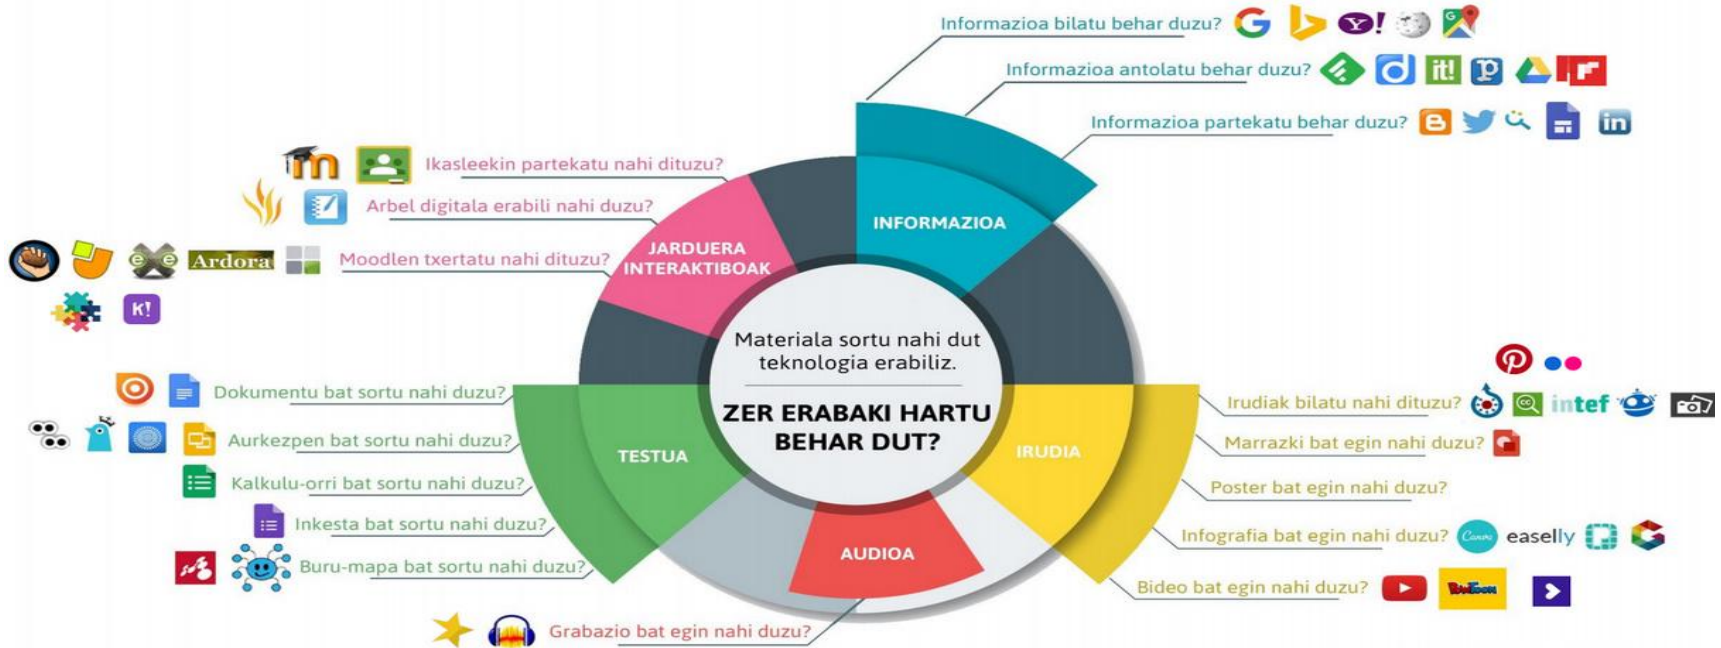 Informazioa bilatu behar duzu?
Informazioa antolatu behar duzu?
it!
Informazioa partekatu behar duzu?
in
INFORMAZIOA
Ikasleekin partekatu nahi dituzu?
Arbel digitala erabili nahi duzu?
Ardora
Moodlen txertatu nahi dituzu?
K!
JARDUERA
INTERAKTIBOAK
Materiala sortu nahi dut
teknologia erabiliz.
ZER ERABAKI HARTU
BEHAR DUT?
Dokumentu bat sortu nahi duzu?
Aurkezpen bat sortu nahi duzu?
Kalkulu-orri bat sortu nahi duzu?
Inkesta bat sortu nahi duzu?
Buru-mapa bat sortu nahi duzu?
TESTUA
Irudiak bilatu nahi dituzu?
cc
intef
Marrazki bat egin nahi duzu?
Poster bat egin nahi duzu?
Infografia bat egin nahi duzu?
Canva
easelly
Bideo bat egin nahi duzu?
PowToon
IRUDIA
AUDIOA
Grabazio bat egin nahi duzu?